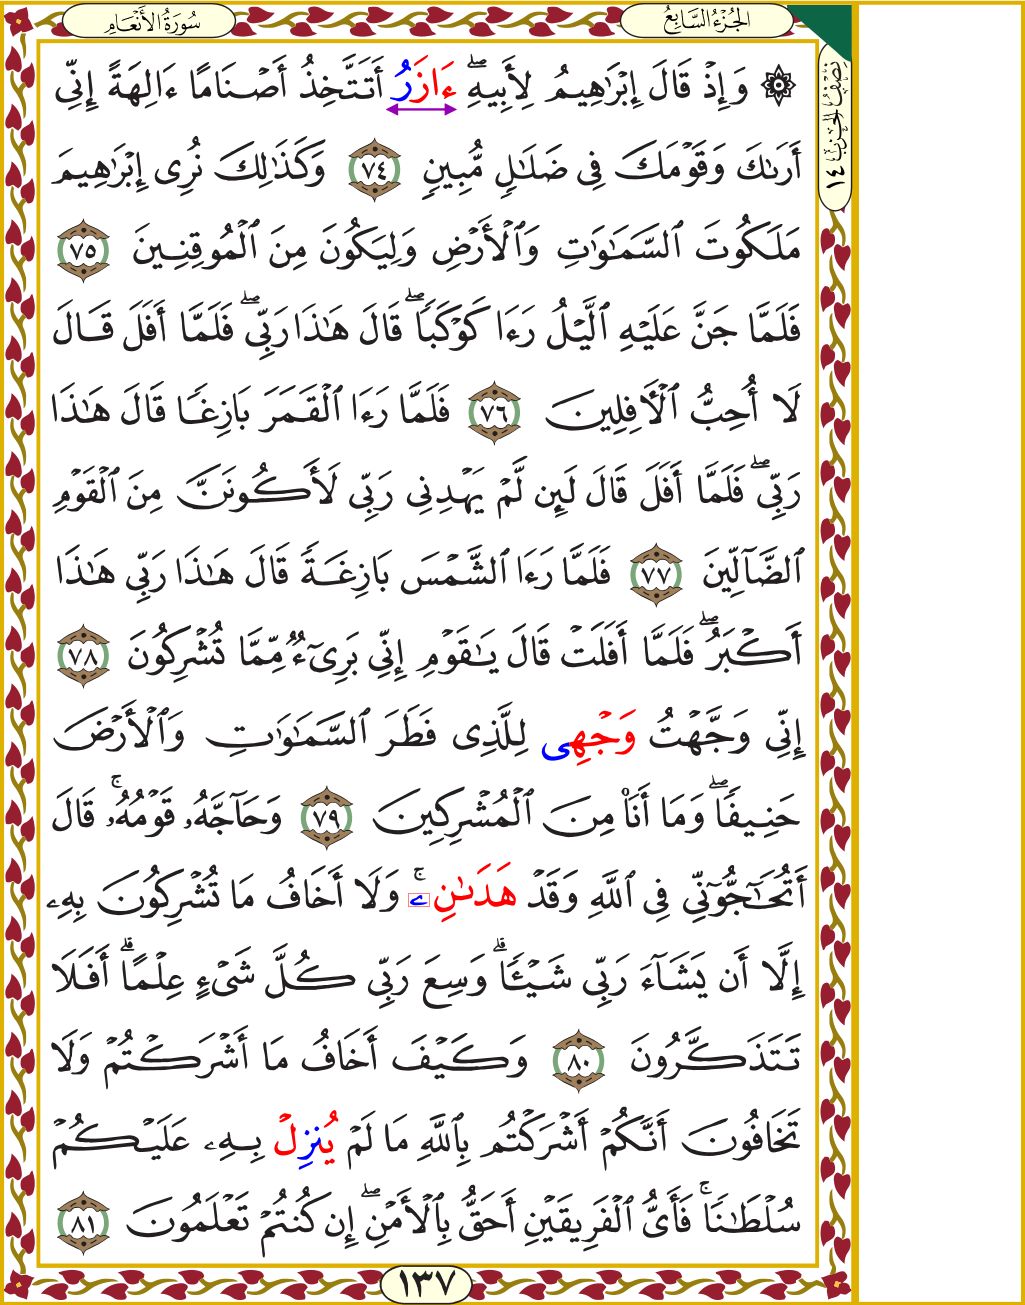 الجُزْءُ السَّابِعُ
سُورَةُ الأَنْعَامِ
نِصْفُ الحِزْب ١٤
۞ وَإِذْ قَالَ إِبْرَٰهِيمُ لِأَبِيهِۖ ءَازَرُ أَتَتَّخِذُ أَصْنَامًا ءَالِهَةً إِنِّى
أَرَىٰكَ وَقَوْمَكَ فِى ضَلَٰلٍ مُّبِينٍ ٧٤ وَكَذَٰلِكَ نُرِى إِبْرَٰهِيمَ
مَلَكُوتَ ٱلسَّمَٰوَٰتِ وَٱلْأَرْضِ وَلِيَكُونَ مِنَ ٱلْمُوقِنِينَ ٧٥
فَلَمَّا جَنَّ عَلَيْهِ ٱلَّيْلُ رَءَا كَوْكَبًاۖ قَالَ هَٰذَا رَبِّىۖ فَلَمَّا أَفَلَ قَالَ
لَا أُحِبُّ ٱلْأَفِلِينَ ٧٦ فَلَمَّا رَءَا ٱلْقَمَرَ بَازِغًا قَالَ هَٰذَا
رَبِّىۖ فَلَمَّا أَفَلَ قَالَ لَئِن لَّمْ يَهْدِنِى رَبِّى لَأَكُونَنَّ مِنَ ٱلْقَوْمِ
ٱلضَّآلِّينَ ٧٧ فَلَمَّا رَءَا ٱلشَّمْسَ بَازِغَةً قَالَ هَٰذَا رَبِّى هَٰذَا
أَكْبَرُۖ فَلَمَّا أَفَلَتْ قَالَ يَٰقَوْمِ إِنِّى بَرِىٓءٌ مِّمَّا تُشْرِكُونَ ٧٨
إِنِّى وَجَّهْتُ وَجْهِى لِلَّذِى فَطَرَ ٱلسَّمَٰوَٰتِ وَٱلْأَرْضَ
حَنِيفًاۖ وَمَا أَنَا۠ مِنَ ٱلْمُشْرِكِينَ ٧٩ وَحَآجَّهُۥ قَوْمُهُۥۚ قَالَ
أَتُحَٰٓجُّوٓنِّى فِى ٱللَّهِ وَقَدْ هَدَىٰنِۦۚ وَلَا أَخَافُ مَا تُشْرِكُونَ بِهِۦ
إِلَّا أَن يَشَآءَ رَبِّى شَيْـًٔاۗ وَسِعَ رَبِّى كُلَّ شَىْءٍ عِلْمًاۗ أَفَلَا
تَتَذَكَّرُونَ ٨٠ وَكَيْفَ أَخَافُ مَا أَشْرَكْتُمْ وَلَا
تَخَافُونَ أَنَّكُمْ أَشْرَكْتُم بِٱللَّهِ مَا لَمْ يُنزِلْ بِهِۦ عَلَيْكُمْ
سُلْطَٰنًاۚ فَأَىُّ ٱلْفَرِيقَيْنِ أَحَقُّ بِٱلْأَمْنِۖ إِن كُنتُمْ تَعْلَمُونَ ٨١
١٣٧